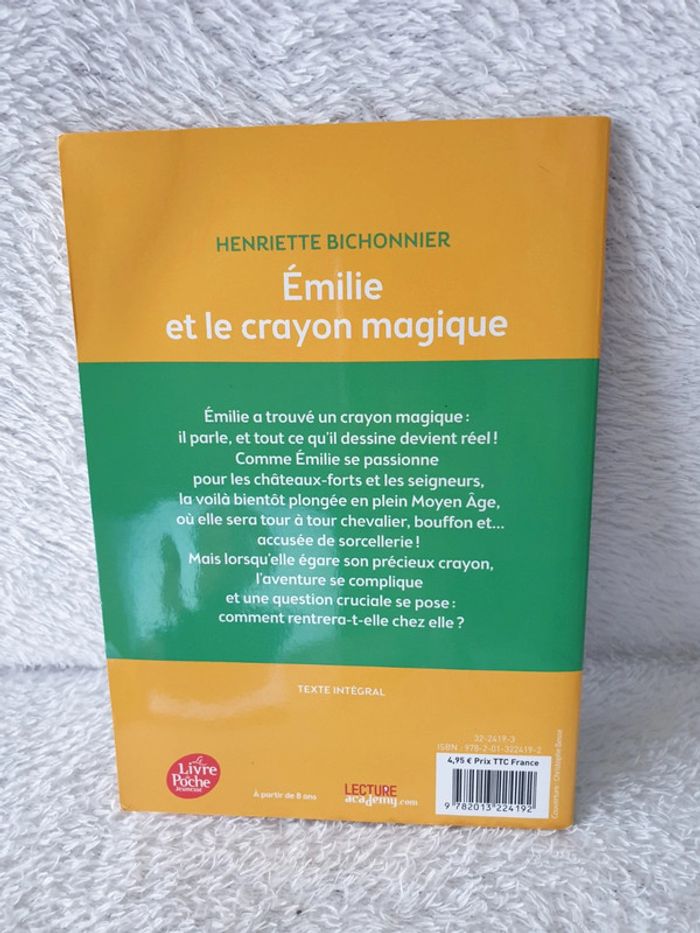 HENRIETTE BICHONNIER
Émilie
et le crayon magique
Émilie a trouvé un crayon magique :
il parle, et tout ce qu'il dessine devient réel !
Comme Émilie se passionne
pour les châteaux-forts et les seigneurs,
la voilà bientôt plongée en plein Moyen Âge,
où elle sera tour à tour chevalier, bouffon et...
accusée de sorcellerie !
Mais lorsqu'elle égare son précieux crayon,
l'aventure se complique
et une question cruciale se pose :
comment rentrera-t-elle chez elle ?
TEXTE INTÉGRAL
32-2419-3
ISBN : 978-2-01-322419-2
4,95 € Prix TTC France
9 782013 224192
Le
Livre
de
Poche
Jeunesse
À partir de 8 ans
LECTURE
academy.com
Couverture : Christophe Besse